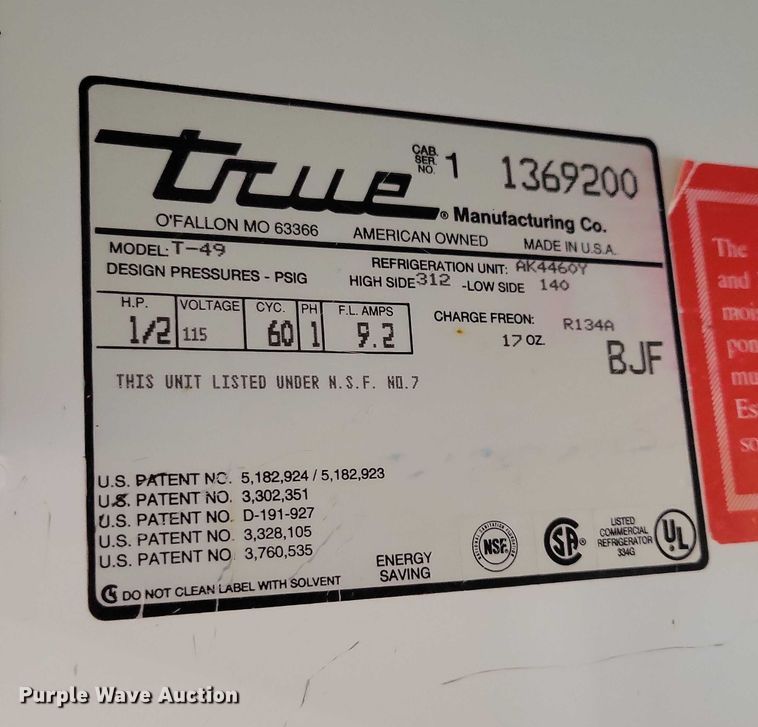 true
CAB. SER. NO. 1 1369200
® Manufacturing Co.
O'FALLON MO 63366 AMERICAN OWNED MADE IN U.S.A.
MODEL: T-49 REFRIGERATION UNIT: AK4460Y
DESIGN PRESSURES - PSIG HIGH SIDE 312 -LOW SIDE 140
H.P. VOLTAGE CYC. PH F.L. AMPS
1/2 115 60 1 9.2
CHARGE FREON: R134A
17 OZ.
BJF
THIS UNIT LISTED UNDER N.S.F. NO.7
U.S. PATENT NO. 5,182,924 / 5,182,923
U.S. PATENT NO. 3,302,351
U.S. PATENT NO. D-191-927
U.S. PATENT NO. 3,328,105
U.S. PATENT NO. 3,760,535
DO NOT CLEAN LABEL WITH SOLVENT
ENERGY
SAVING
NSF®
SA®
LISTED
COMMERCIAL
REFRIGERATOR
334G
UL
The
and
Purple Wave Auction